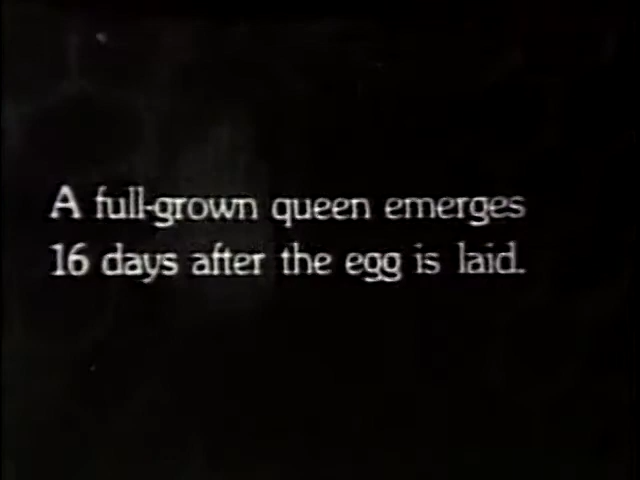 A full-grown queen emerges
16 days after the egg is laid.